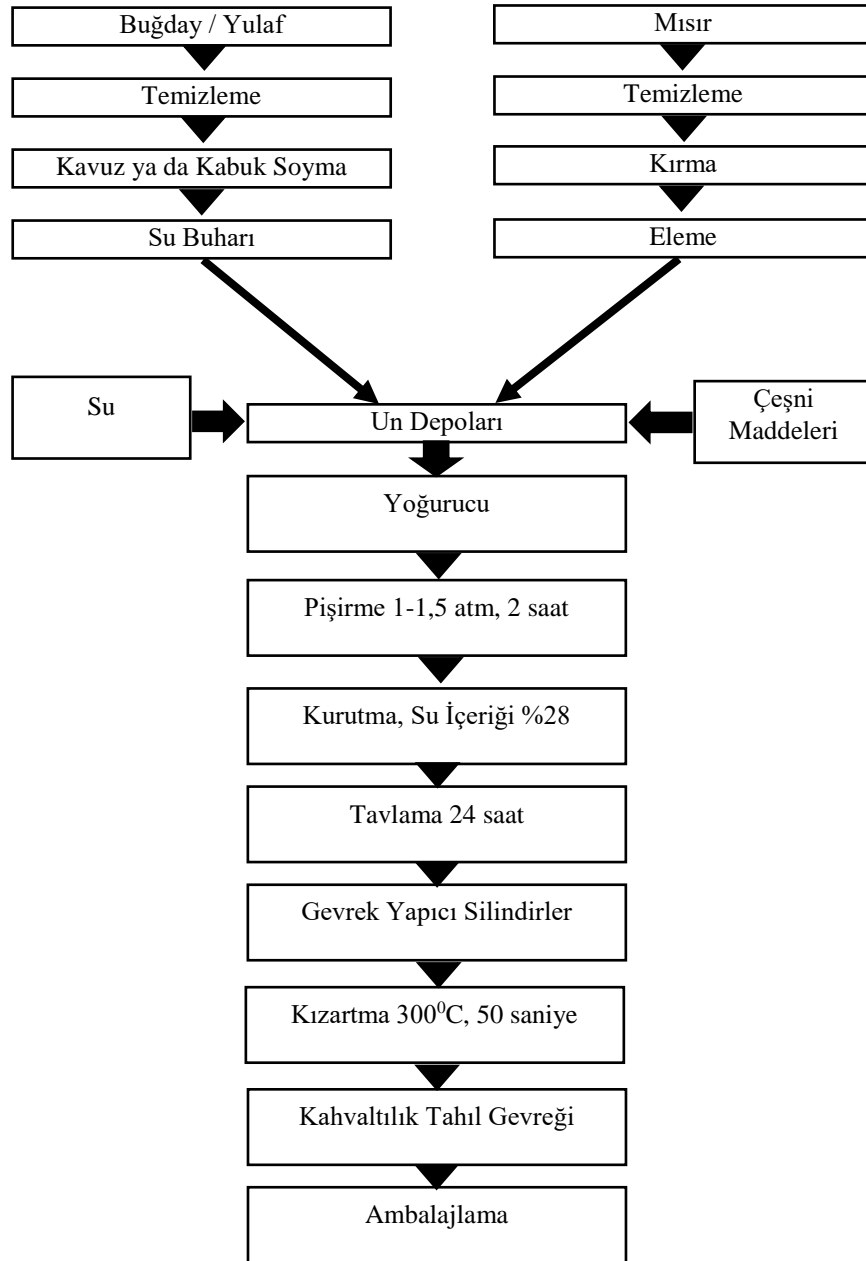 Buğday / Yulaf
Temizleme
Kavuz ya da Kabuk Soyma
Su Buharı
Mısır
Temizleme
Kırma
Eleme
Su
Un Depoları
Çeşni
Maddeleri
Yoğurucu
Pişirme 1-1,5 atm, 2 saat
Kurutma, Su İçeriği %28
Tavlama 24 saat
Gevrek Yapıcı Silindirler
Kızartma 300⁰C, 50 saniye
Kahvaltılık Tahıl Gevreği
Ambalajlama